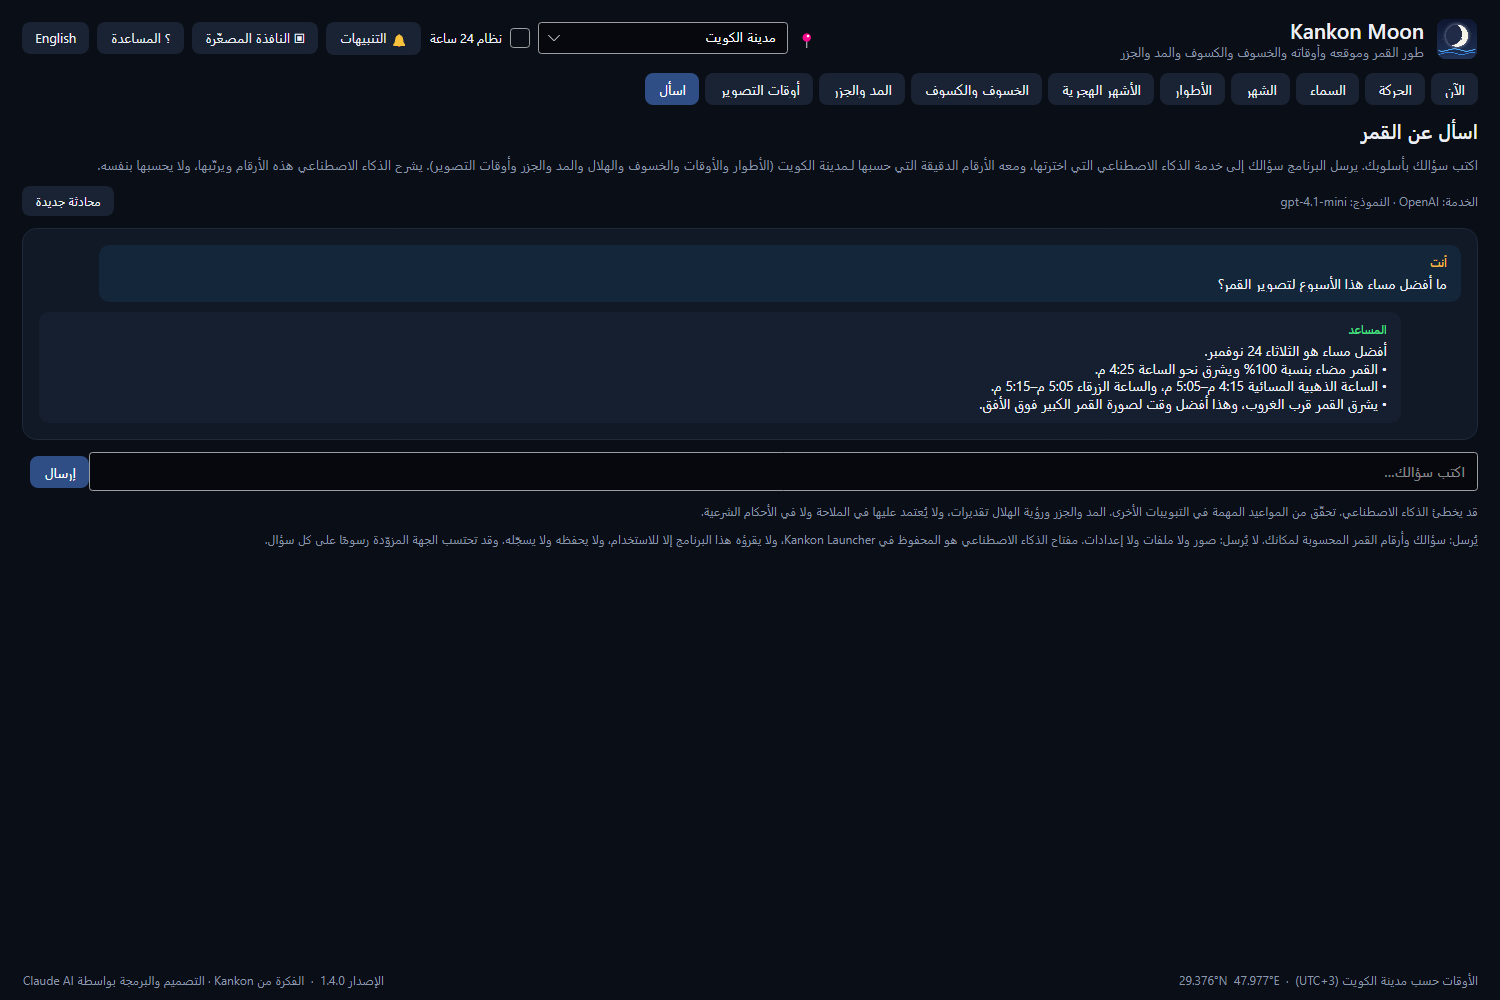 Kankon Moon
طور القمر وموقعه وأوقاته والخسوف والكسوف والمد والجزر
مدينة الكويت
نظام 24 ساعة
التنبيهات
النافذة المصغّرة
؟ المساعدة
English
الآن
الحركة
السماء
الشهر
الأطوار
الأشهر الهجرية
الخسوف والكسوف
المد والجزر
أوقات التصوير
اسأل
اسأل عن القمر
اكتب سؤالك بأسلوبك. يرسل البرنامج سؤالك إلى خدمة الذكاء الاصطناعي التي اخترتها، ومعه الأرقام الدقيقة التي حسبها لـمدينة الكويت (الأطوار والأوقات والخسوف والهلال والمد والجزر وأوقات التصوير). يشرح الذكاء الاصطناعي هذه الأرقام ويرتّبها، ولا يحسبها بنفسه.
الخدمة: OpenAI · النموذج: gpt-4.1-mini
محادثة جديدة
أنت
ما أفضل مساء هذا الأسبوع لتصوير القمر؟
المساعد
أفضل مساء هو الثلاثاء 24 نوفمبر.
• القمر مضاء بنسبة 100% ويشرق نحو الساعة 4:25 م.
• الساعة الذهبية المسائية 4:15 م–5:05 م، والساعة الزرقاء 5:05 م–5:15 م.
• يشرق القمر قرب الغروب، وهذا أفضل وقت لصورة القمر الكبير فوق الأفق.
اكتب سؤالك...
إرسال
قد يخطئ الذكاء الاصطناعي. تحقّق من المواعيد المهمة في التبويبات الأخرى. المد والجزر ورؤية الهلال تقديرات، ولا يُعتمد عليها في الملاحة ولا في الأحكام الشرعية.
يُرسل: سؤالك وأرقام القمر المحسوبة لمكانك. لا يُرسل: صور ولا ملفات ولا إعدادات. مفتاح الذكاء الاصطناعي هو المحفوظ في Kankon Launcher، ولا يقرؤه هذا البرنامج إلا للاستخدام، ولا يحفظه ولا يسجّله. وقد تحتسب الجهة المزوّدة رسومًا على كل سؤال.
الأوقات حسب مدينة الكويت (UTC+3) · 29.376°N 47.977°E
الإصدار 1.4.0 · الفكرة من Kankon · التصميم والبرمجة بواسطة Claude AI